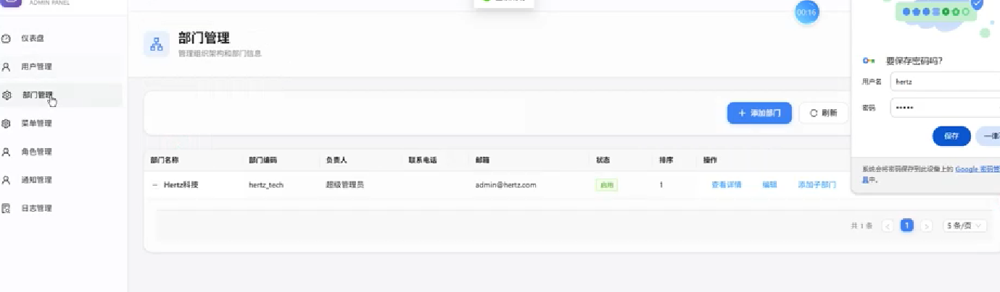 ADMIN PANEL
仪表盘
用户管理
部门管理
菜单管理
角色管理
通知管理
日志管理
部门管理
管理组织架构和部门信息
00:16
+ 添加部门
刷新
部门名称 部门编码 负责人 联系电话 邮箱 状态 排序 操作
Hertz科技 hertz_tech 超级管理员 admin@hertz.com 启用 1 查看详情 编辑 添加子部门
共 1 条 < 1 > 5 条/页
要保存密码吗?
用户名 hertz
密码 •••••
保存 一律
系统会将密码保存到此设备上的 Google 密码管
具中。